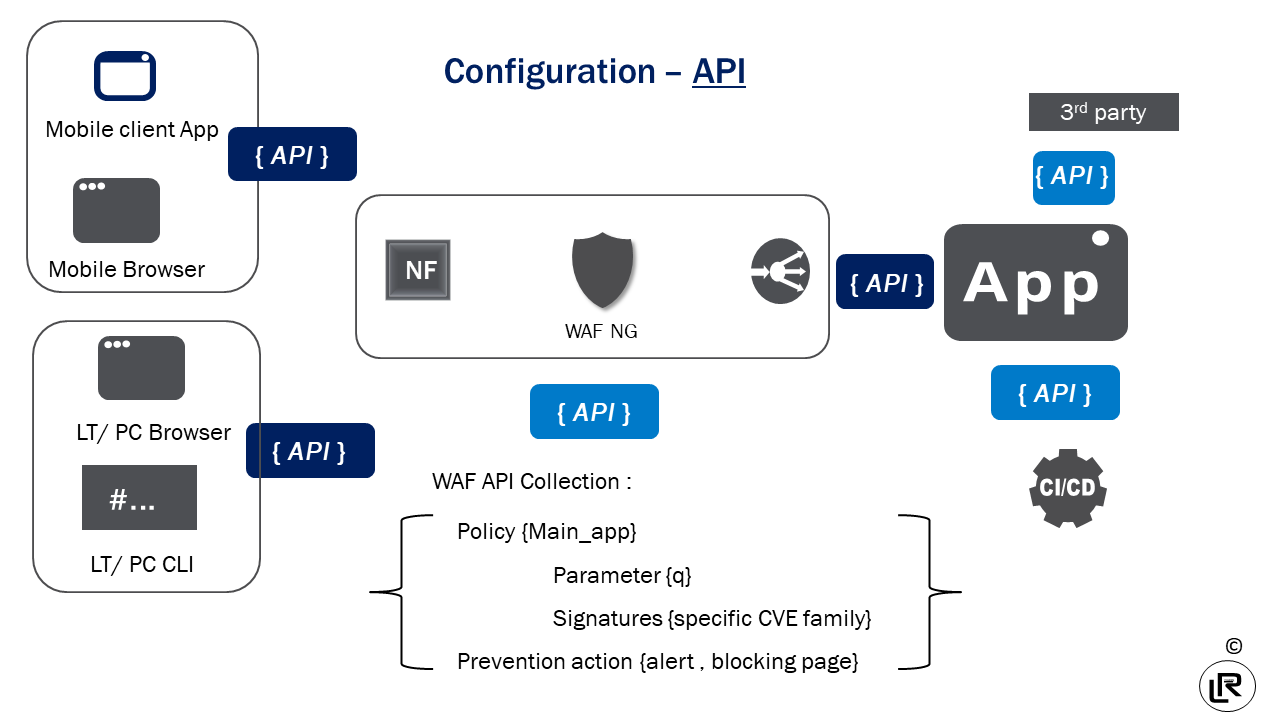 Configuration – API
Mobile client App
{ API }
Mobile Browser
3rd party
{ API }
NF
WAF NG
{ API }
App
LT/ PC Browser
{ API }
#...
LT/ PC CLI
{ API }
{ API }
CI/CD
WAF API Collection :
Policy {Main_app}
Parameter {q}
Signatures {specific CVE family}
Prevention action {alert , blocking page}
©
LR